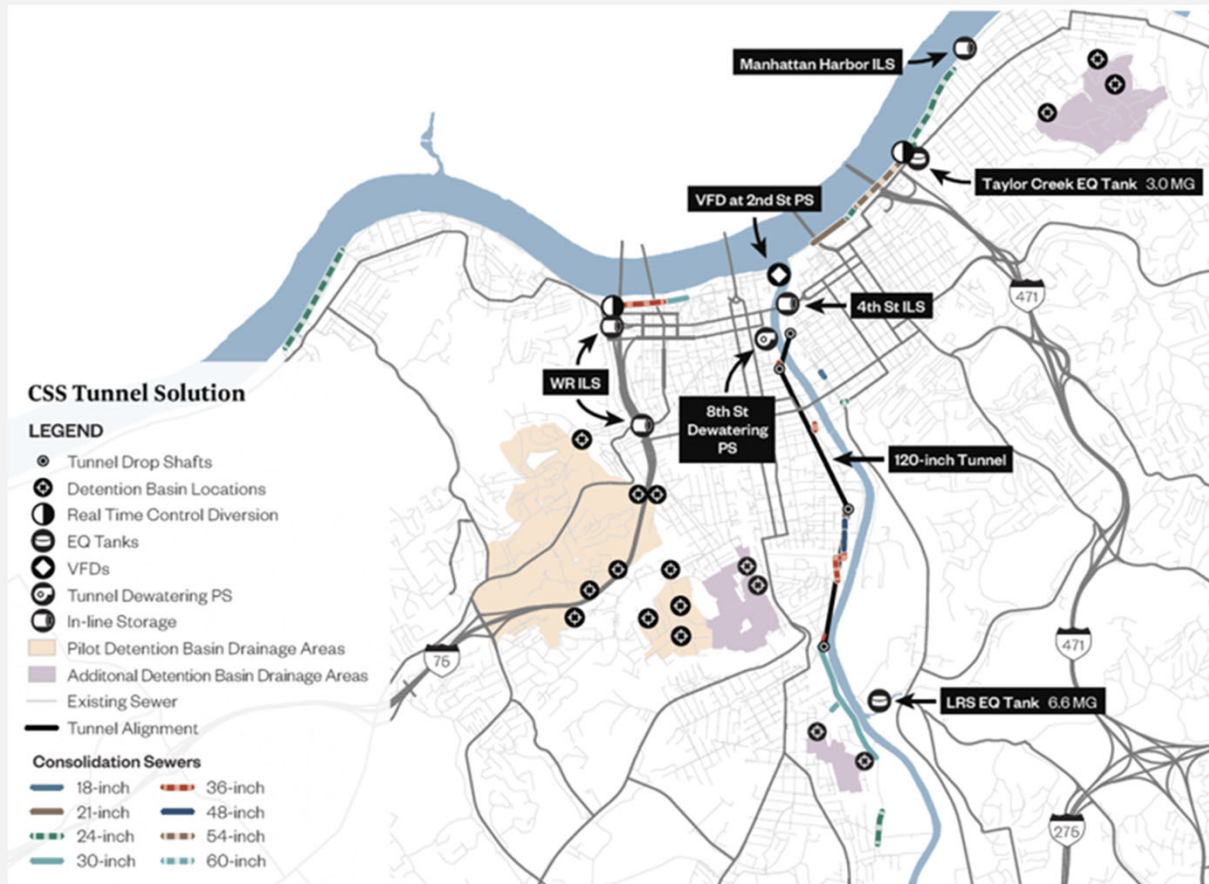 Manhattan Harbor ILS
Taylor Creek EQ Tank 3.0 MG
VFD at 2nd St PS
471
4th St ILS
WR ILS
8th St
Dewatering
PS
120-inch Tunnel
CSS Tunnel Solution
LEGEND
Tunnel Drop Shafts
Detention Basin Locations
Real Time Control Diversion
EQ Tanks
VFDs
Tunnel Dewatering PS
In-line Storage
Pilot Detention Basin Drainage Areas
Additonal Detention Basin Drainage Areas
Existing Sewer
Tunnel Alignment
Consolidation Sewers
18-inch
36-inch
21-inch
48-inch
24-inch
54-inch
30-inch
60-inch
75
471
LRS EQ Tank 6.6 MG
275